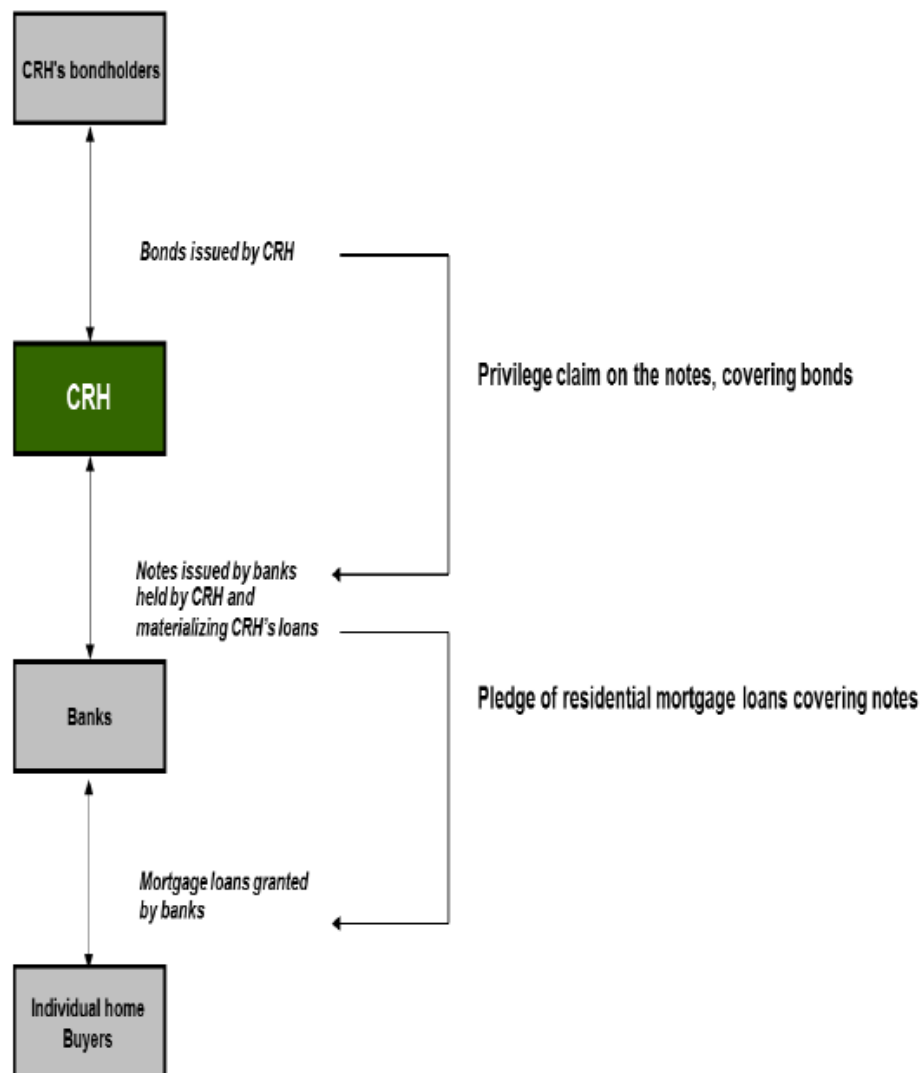 CRH's bondholders
Bonds issued by CRH
Privilege claim on the notes, covering bonds
CRH
Notes issued by banks
held by CRH and
materializing CRH's loans
Pledge of residential mortgage loans covering notes
Banks
Mortgage loans granted
by banks
Individual home
Buyers